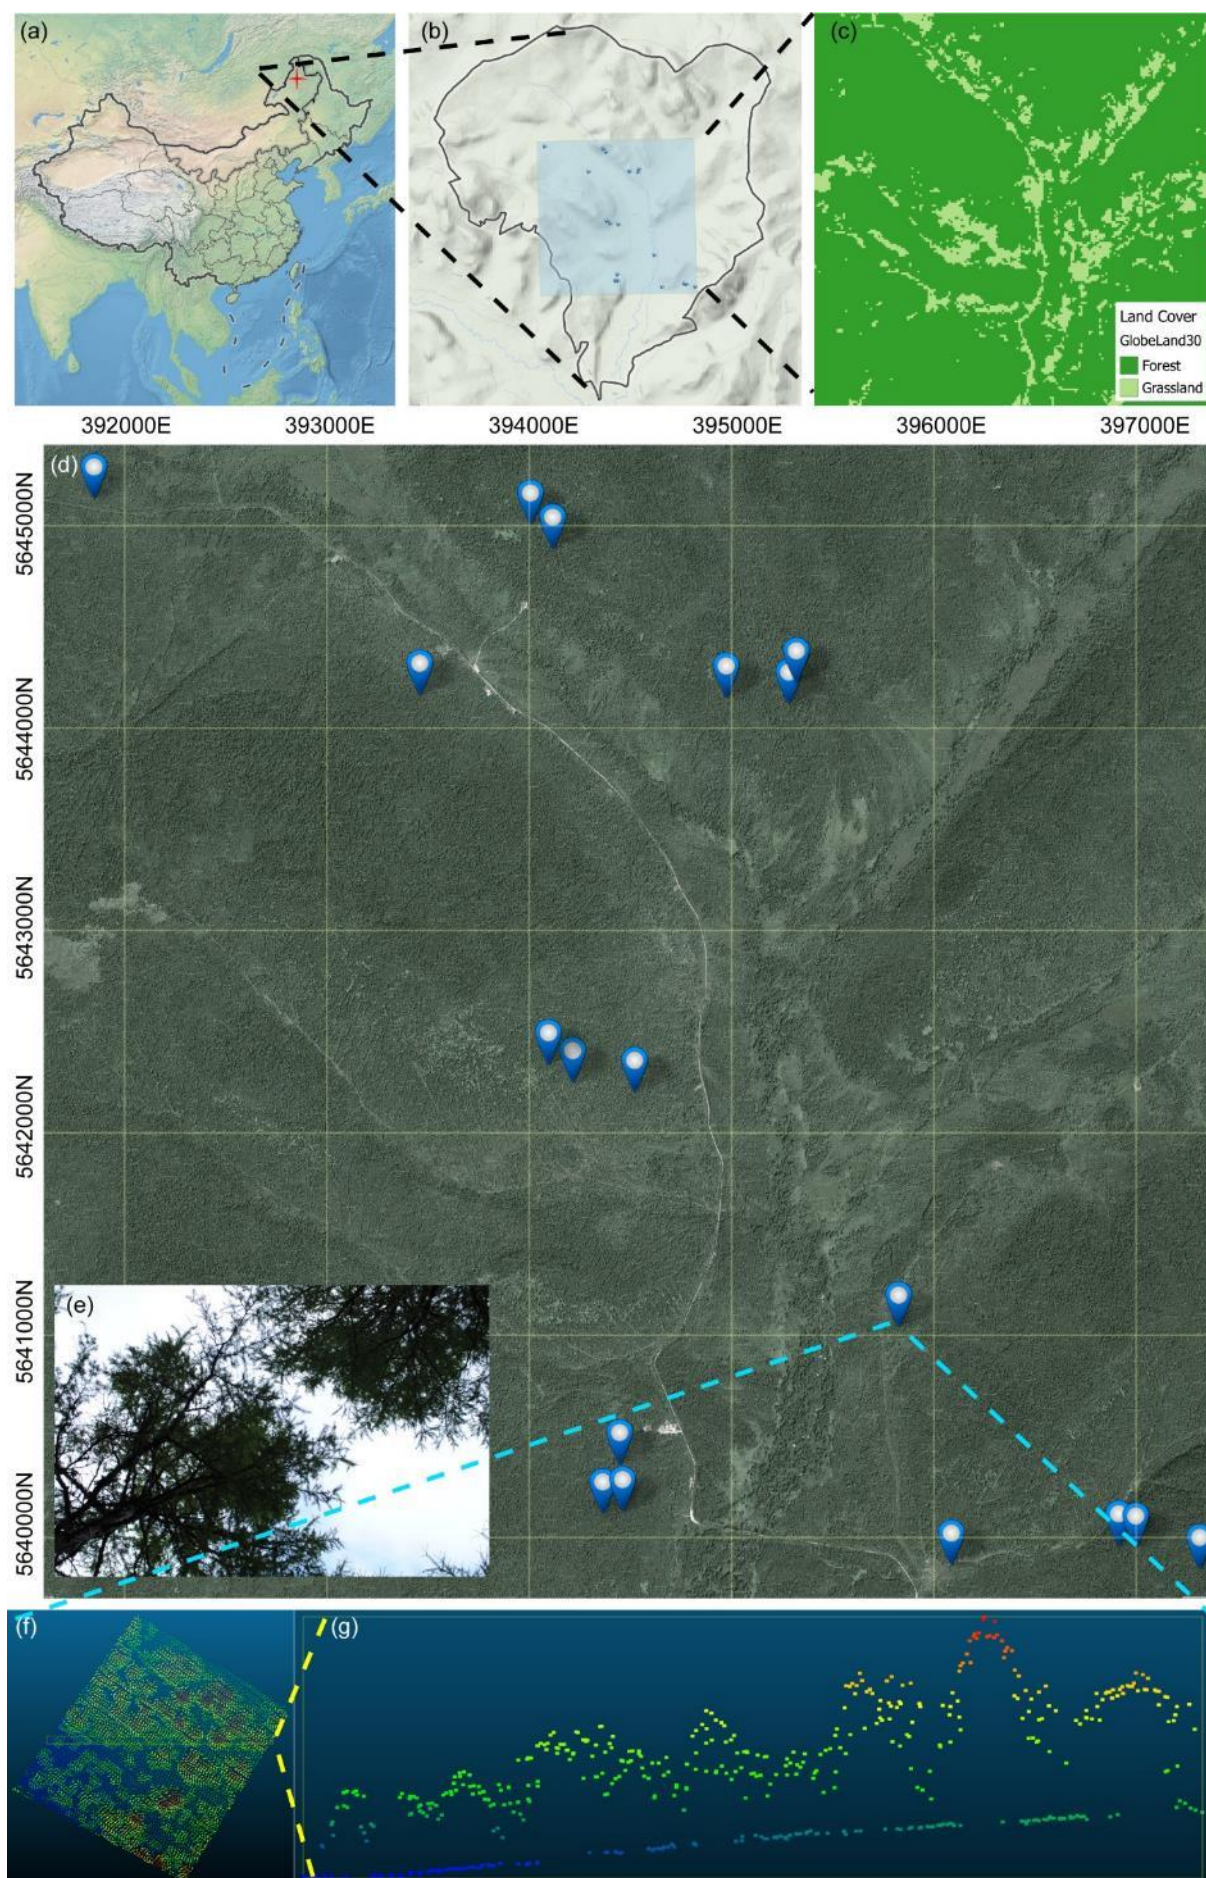 (a)
(b)
(c)
Land Cover
GlobeLand30
Forest
Grassland
392000E 393000E 394000E 395000E 396000E 397000E
(d)
5645000N
5644000N
5643000N
5642000N
5641000N
5640000N
(e)
(f)
(g)